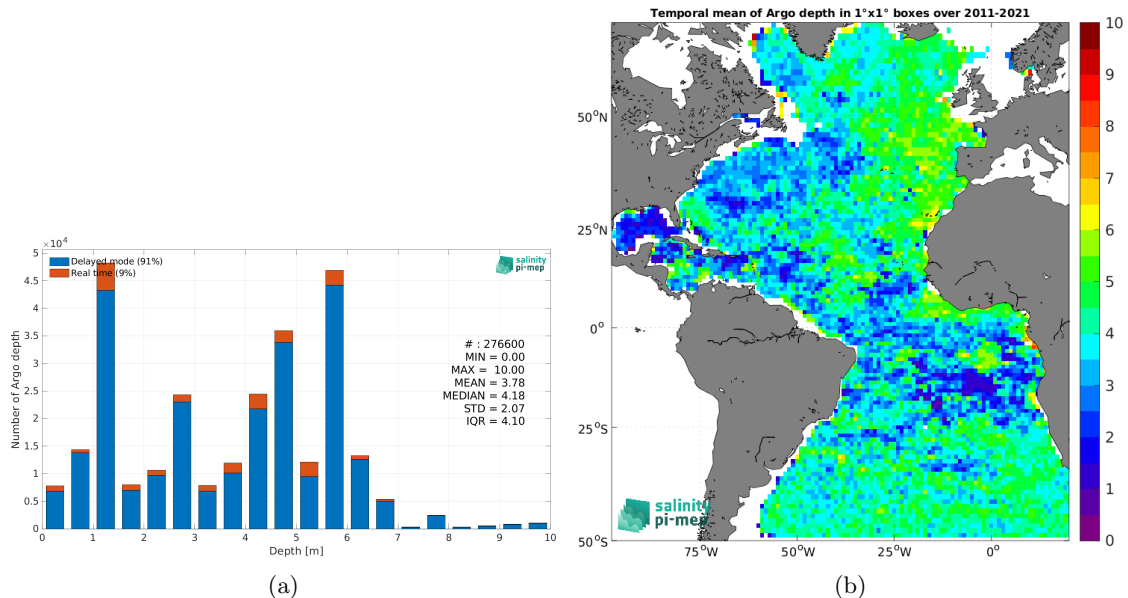 Temporal mean of Argo depth in 1°x1° boxes over 2011-2021
×10⁴
Delayed mode (91%)
Real time (9%)
salinity
pi-mep
# : 276600
MIN = 0.00
MAX = 10.00
MEAN = 3.78
MEDIAN = 4.18
STD = 2.07
IQR = 4.10
Number of Argo depth
5
4.5
4
3.5
3
2.5
2
1.5
1
0.5
0
0 1 2 3 4 5 6 7 8 9 10
Depth [m]
(a)
50°N
25°N
0°
25°S
50°S
75°W 50°W 25°W 0°
salinity
pi-mep
10
9
8
7
6
5
4
3
2
1
0
(b)